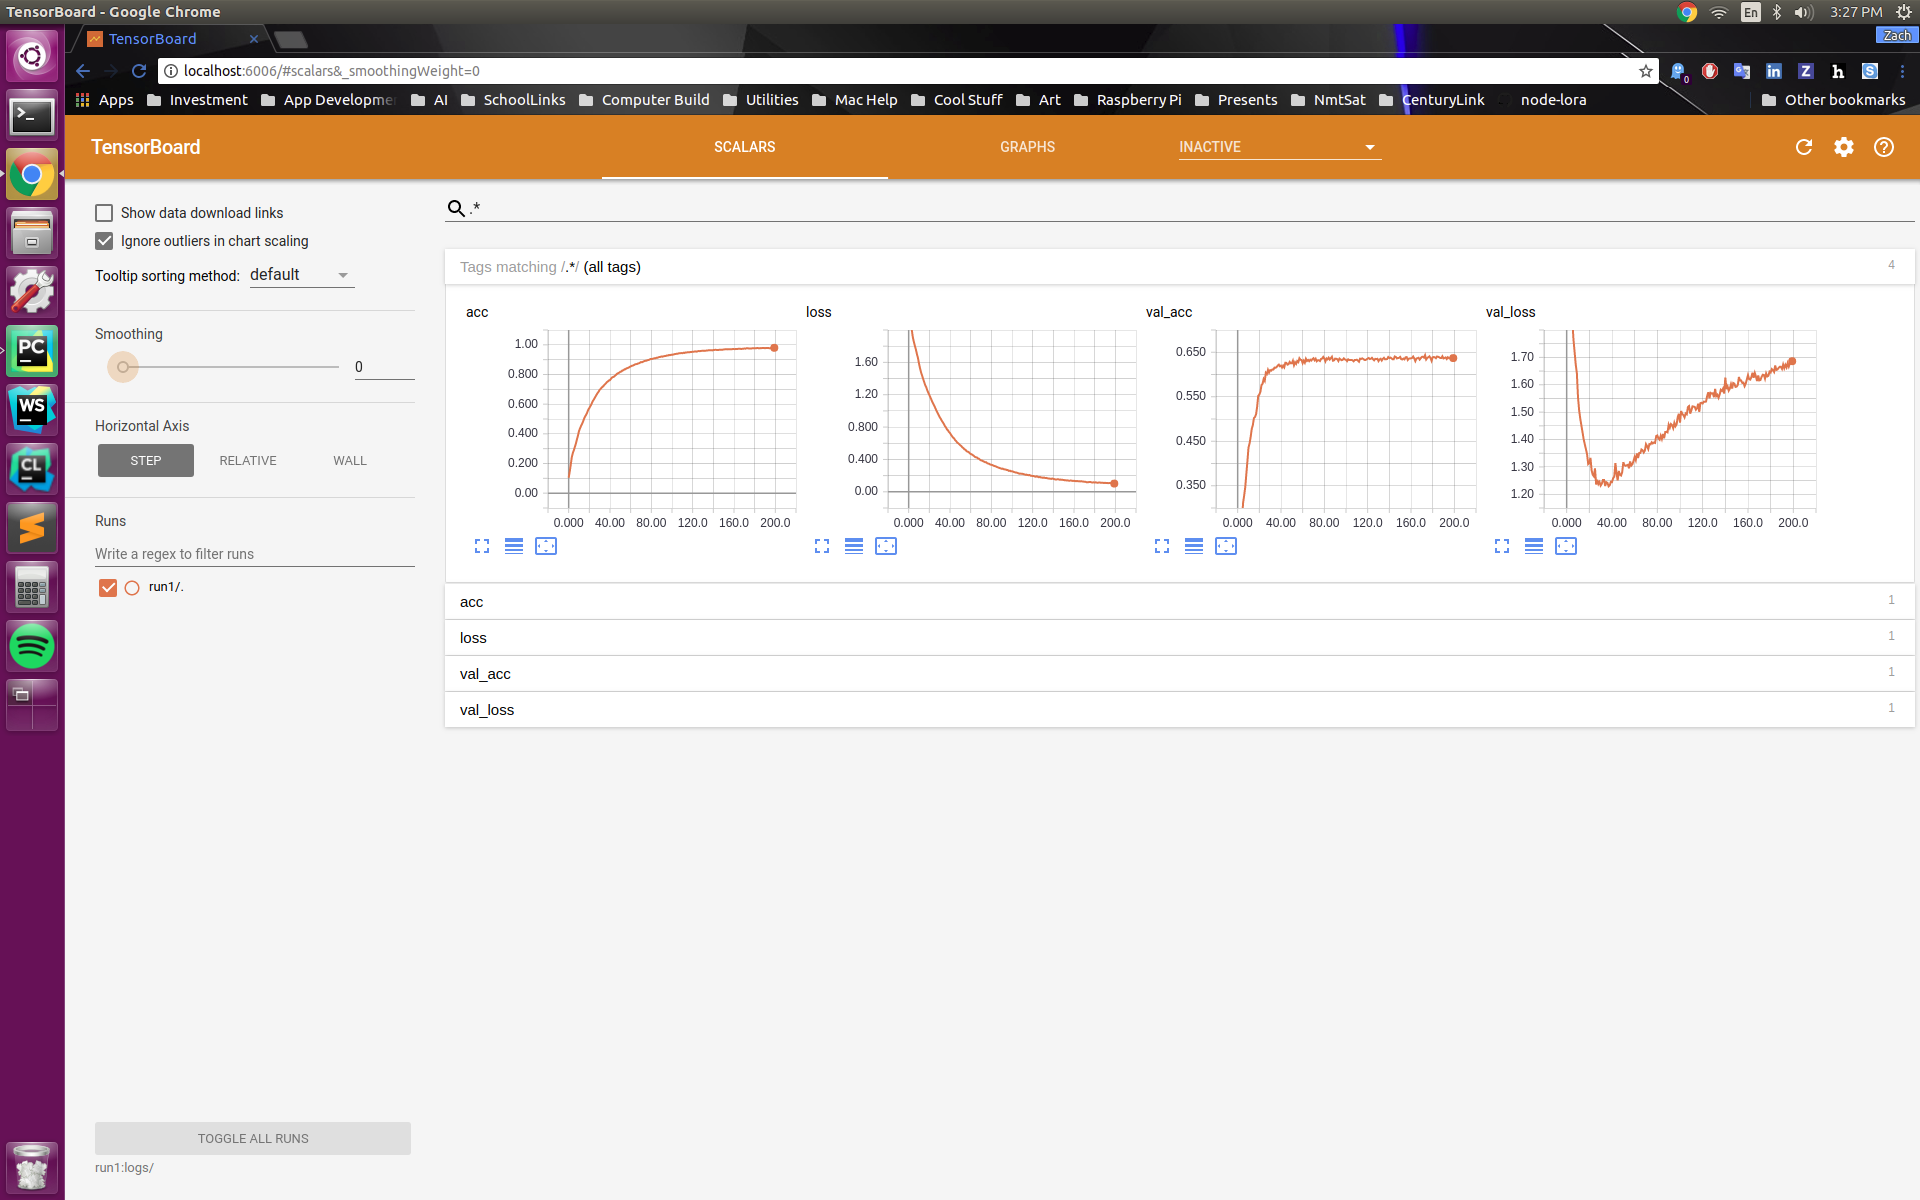 TensorBoard - Google Chrome
En
3:27 PM
TensorBoard
Zach
localhost:6006/#scalars&_smoothingWeight=0
0
in
Z
h
S
Apps
Investment
App Developme
AI
SchoolLinks
Computer Build
Utilities
Mac Help
Cool Stuff
Art
Raspberry Pi
Presents
NmtSat
CenturyLink
node-lora
Other bookmarks
TensorBoard
SCALARS
GRAPHS
INACTIVE
Show data download links
Ignore outliers in chart scaling
Tooltip sorting method: default
Smoothing
0
Horizontal Axis
STEP
RELATIVE
WALL
Runs
Write a regex to filter runs
run1/.
TOGGLE ALL RUNS
run1:logs/
.*
Tags matching /.*/ (all tags)
4
acc
1.00
0.800
0.600
0.400
0.200
0.00
0.000 40.00 80.00 120.0 160.0 200.0
loss
1.60
1.20
0.800
0.400
0.00
0.000 40.00 80.00 120.0 160.0 200.0
val_acc
0.650
0.550
0.450
0.350
0.000 40.00 80.00 120.0 160.0 200.0
val_loss
1.70
1.60
1.50
1.40
1.30
1.20
0.000 40.00 80.00 120.0 160.0 200.0
acc
1
loss
1
val_acc
1
val_loss
1
PC
WS
CL